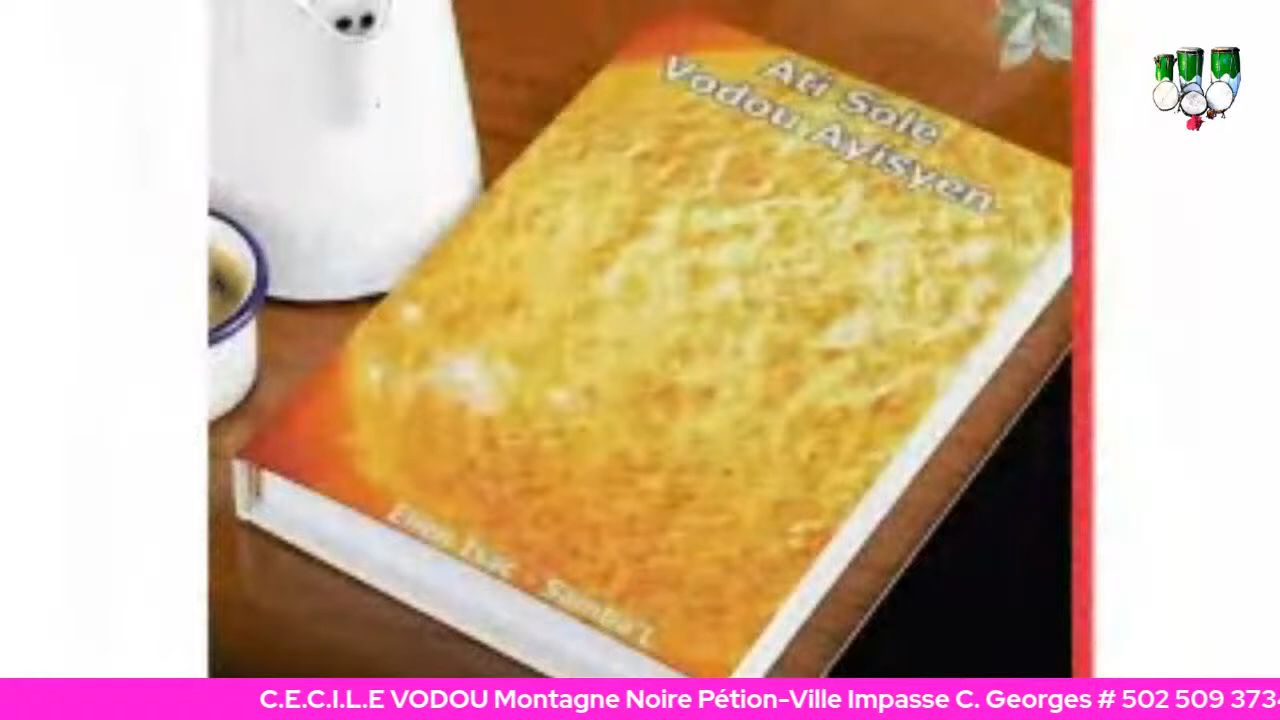 Ati Sole
Vodou Ayisyen
C.E.C.I.L.E VODOU Montagne Noire Pétion-Ville Impasse C. Georges # 502 509 373